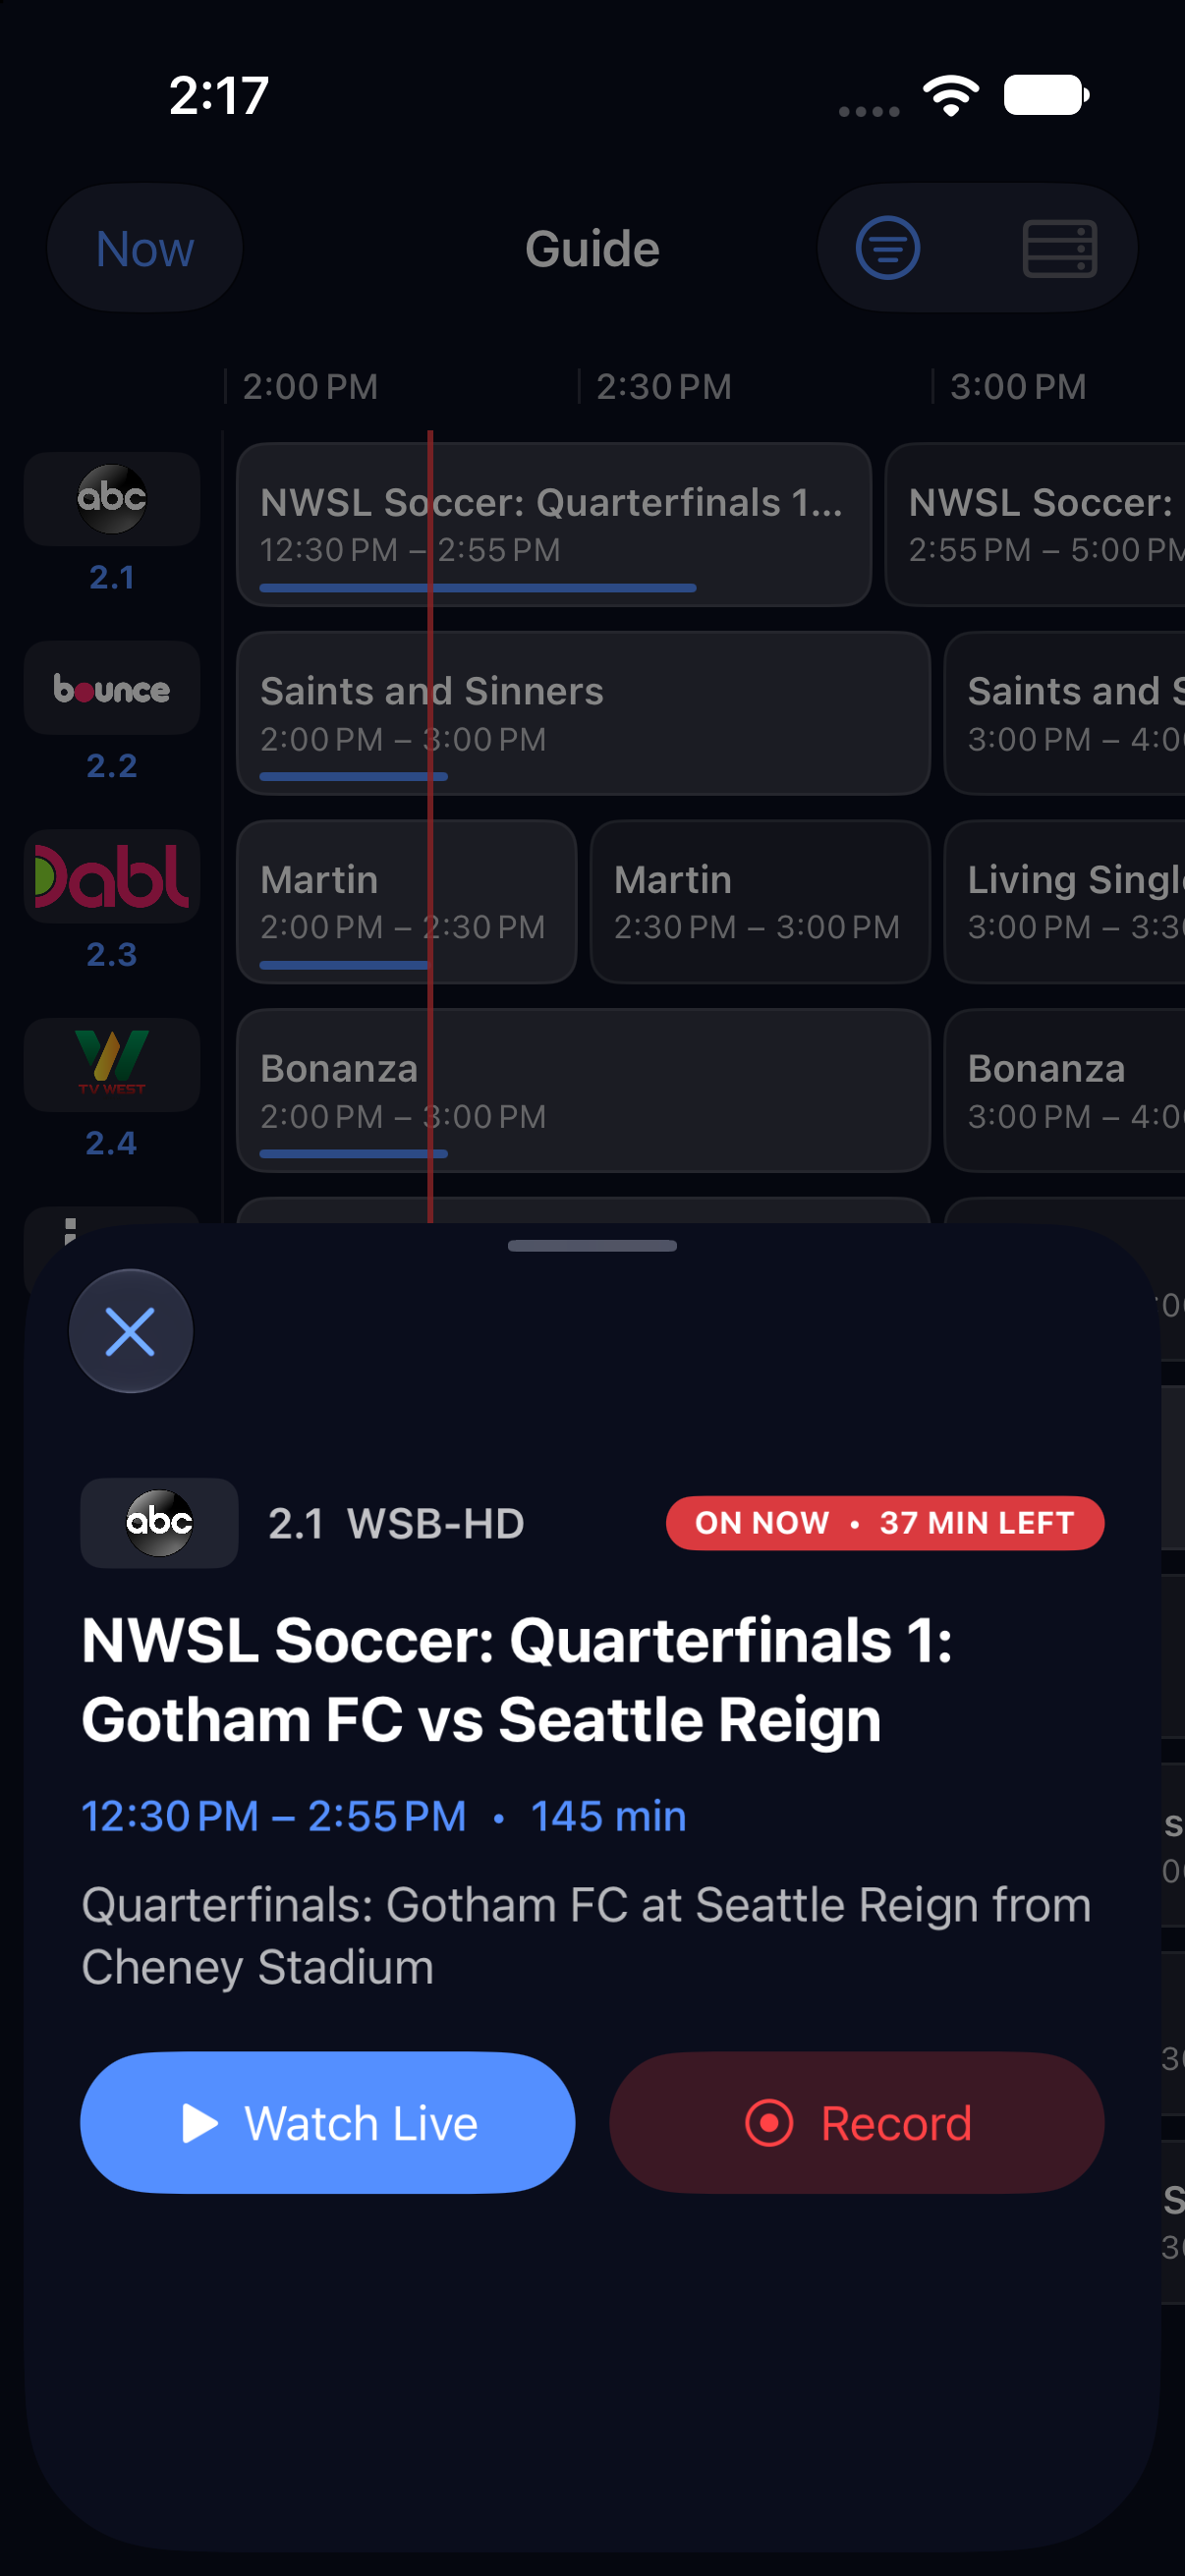 2:17
Now
Guide
2:00 PM
2:30 PM
3:00 PM
abc
2.1
NWSL Soccer: Quarterfinals 1...
12:30 PM – 2:55 PM
NWSL Soccer:
2:55 PM – 5:00 PM
bounce
2.2
Saints and Sinners
2:00 PM – 3:00 PM
Saints and S
3:00 PM – 4:00
Dabl
2.3
Martin
2:00 PM – 2:30 PM
Martin
2:30 PM – 3:00 PM
Living Single
3:00 PM – 3:30
W
TV WEST
2.4
Bonanza
2:00 PM – 3:00 PM
Bonanza
3:00 PM – 4:00
abc
2.1 WSB-HD
ON NOW • 37 MIN LEFT
NWSL Soccer: Quarterfinals 1:
Gotham FC vs Seattle Reign
12:30 PM – 2:55 PM • 145 min
Quarterfinals: Gotham FC at Seattle Reign from
Cheney Stadium
Watch Live
Record